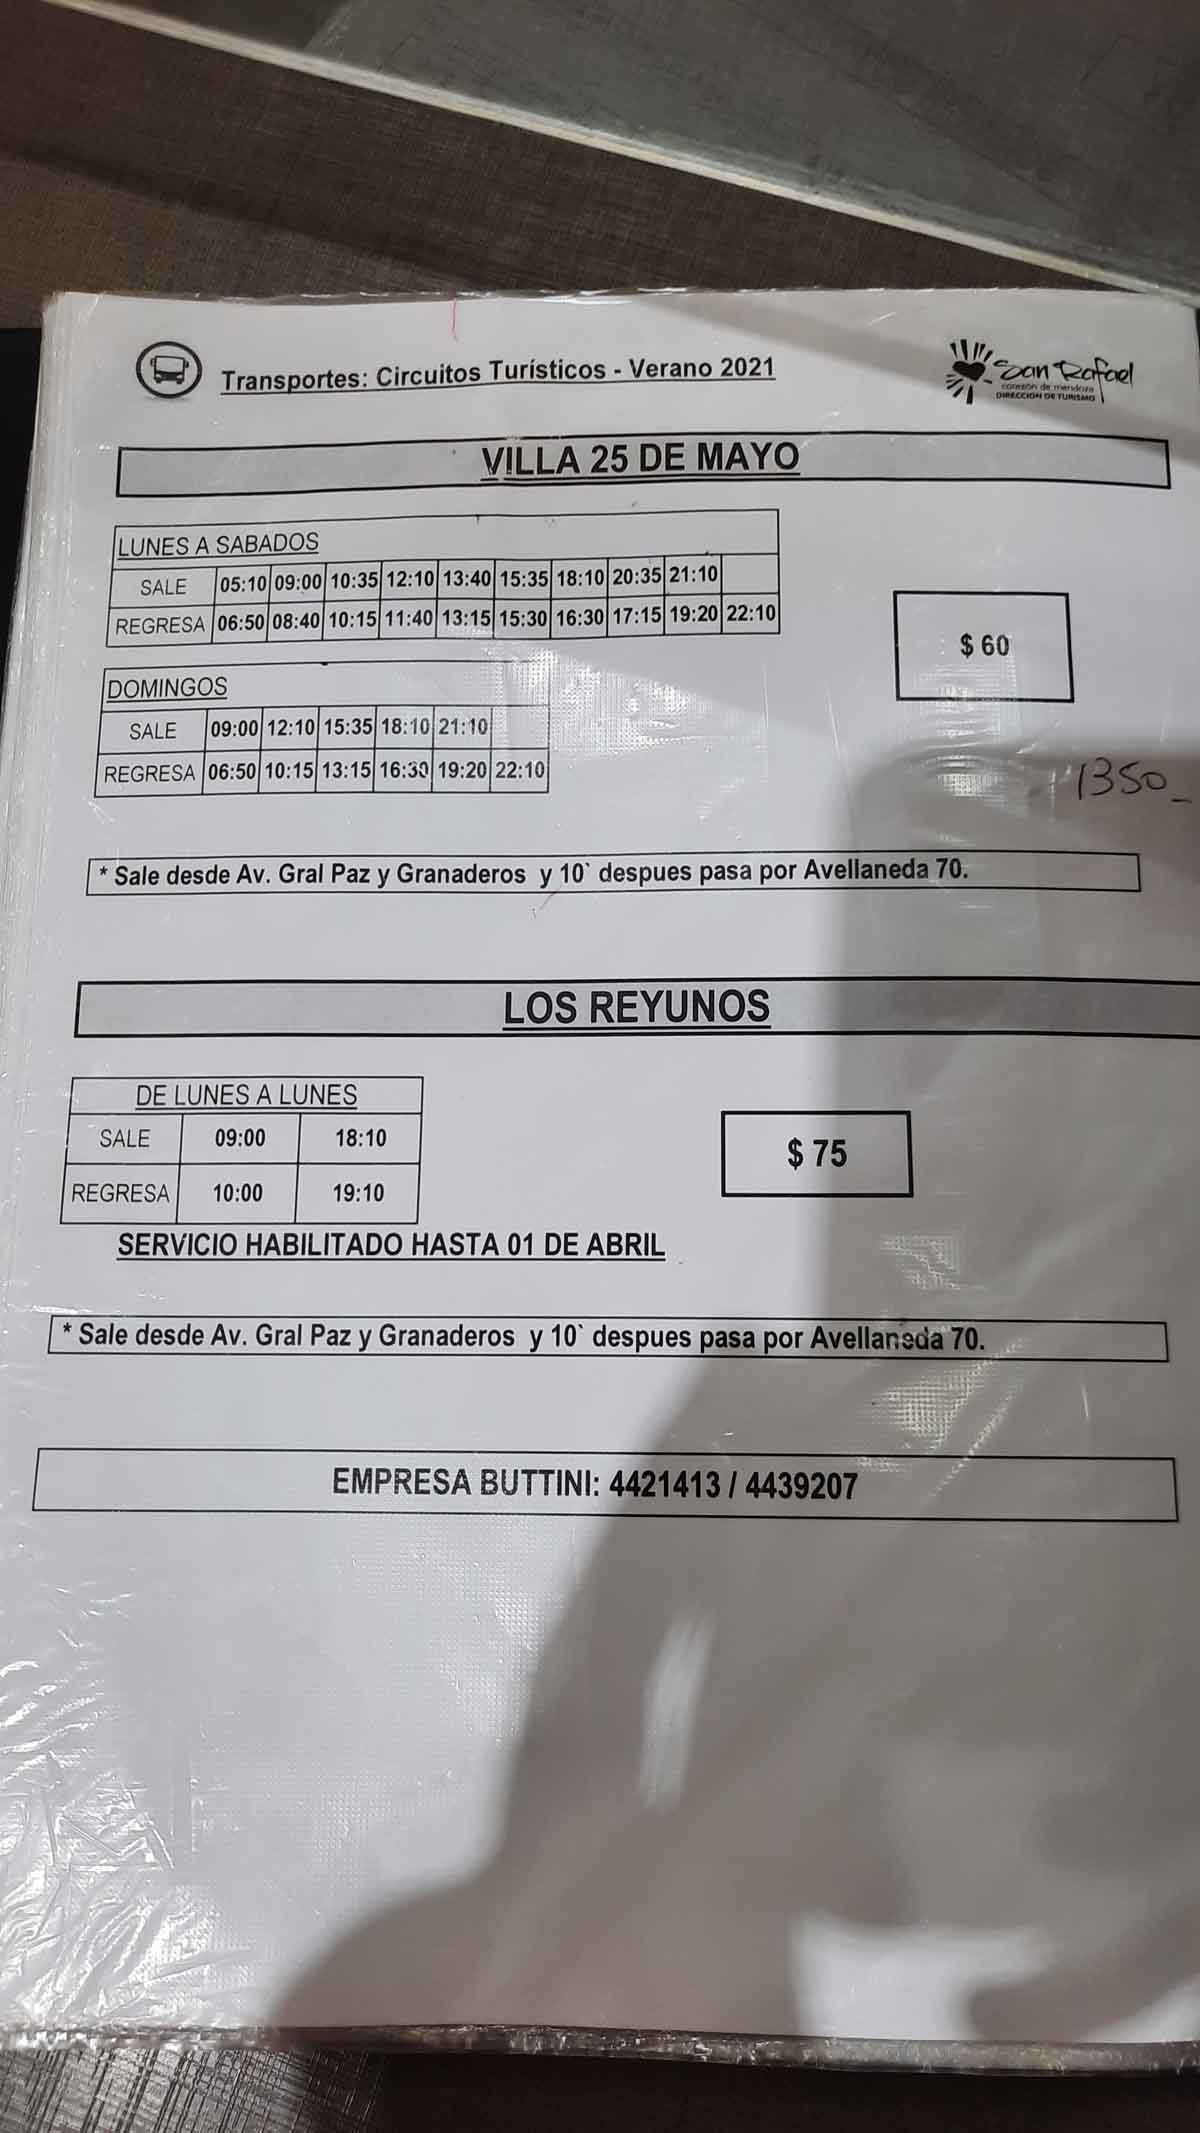 Transportes: Circuitos Turísticos - Verano 2021
San Rafael
corazón de mendoza
DIRECCION DE TURISMO
VILLA 25 DE MAYO
LUNES A SABADOS
SALE 05:10 09:00 10:35 12:10 13:40 15:35 18:10 20:35 21:10
REGRESA 06:50 08:40 10:15 11:40 13:15 15:30 16:30 17:15 19:20 22:10
$ 60
DOMINGOS
SALE 09:00 12:10 15:35 18:10 21:10
REGRESA 06:50 10:15 13:15 16:30 19:20 22:10
1350_
* Sale desde Av. Gral Paz y Granaderos y 10` despues pasa por Avellaneda 70.
LOS REYUNOS
DE LUNES A LUNES
SALE 09:00 18:10
REGRESA 10:00 19:10
$ 75
SERVICIO HABILITADO HASTA 01 DE ABRIL
* Sale desde Av. Gral Paz y Granaderos y 10` despues pasa por Avellaneda 70.
EMPRESA BUTTINI: 4421413 / 4439207